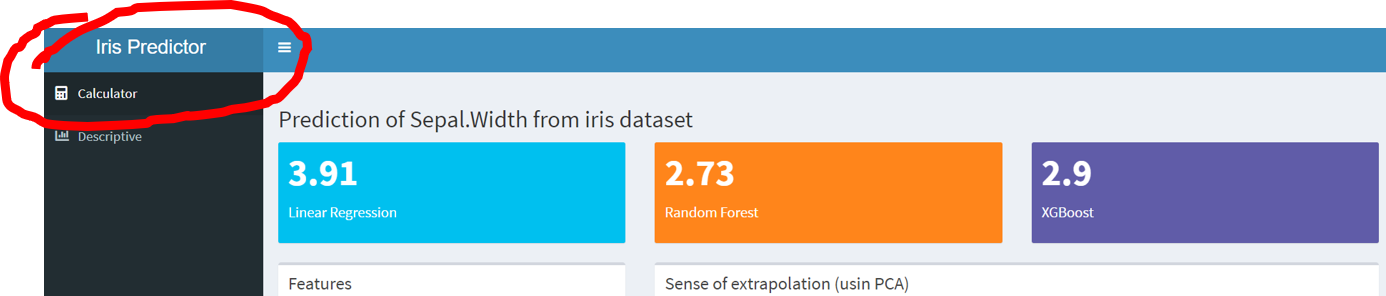 Iris Predictor
Calculator
Descriptive
Prediction of Sepal.Width from iris dataset
3.91
Linear Regression
2.73
Random Forest
2.9
XGBoost
Features
Sense of extrapolation (usin PCA)